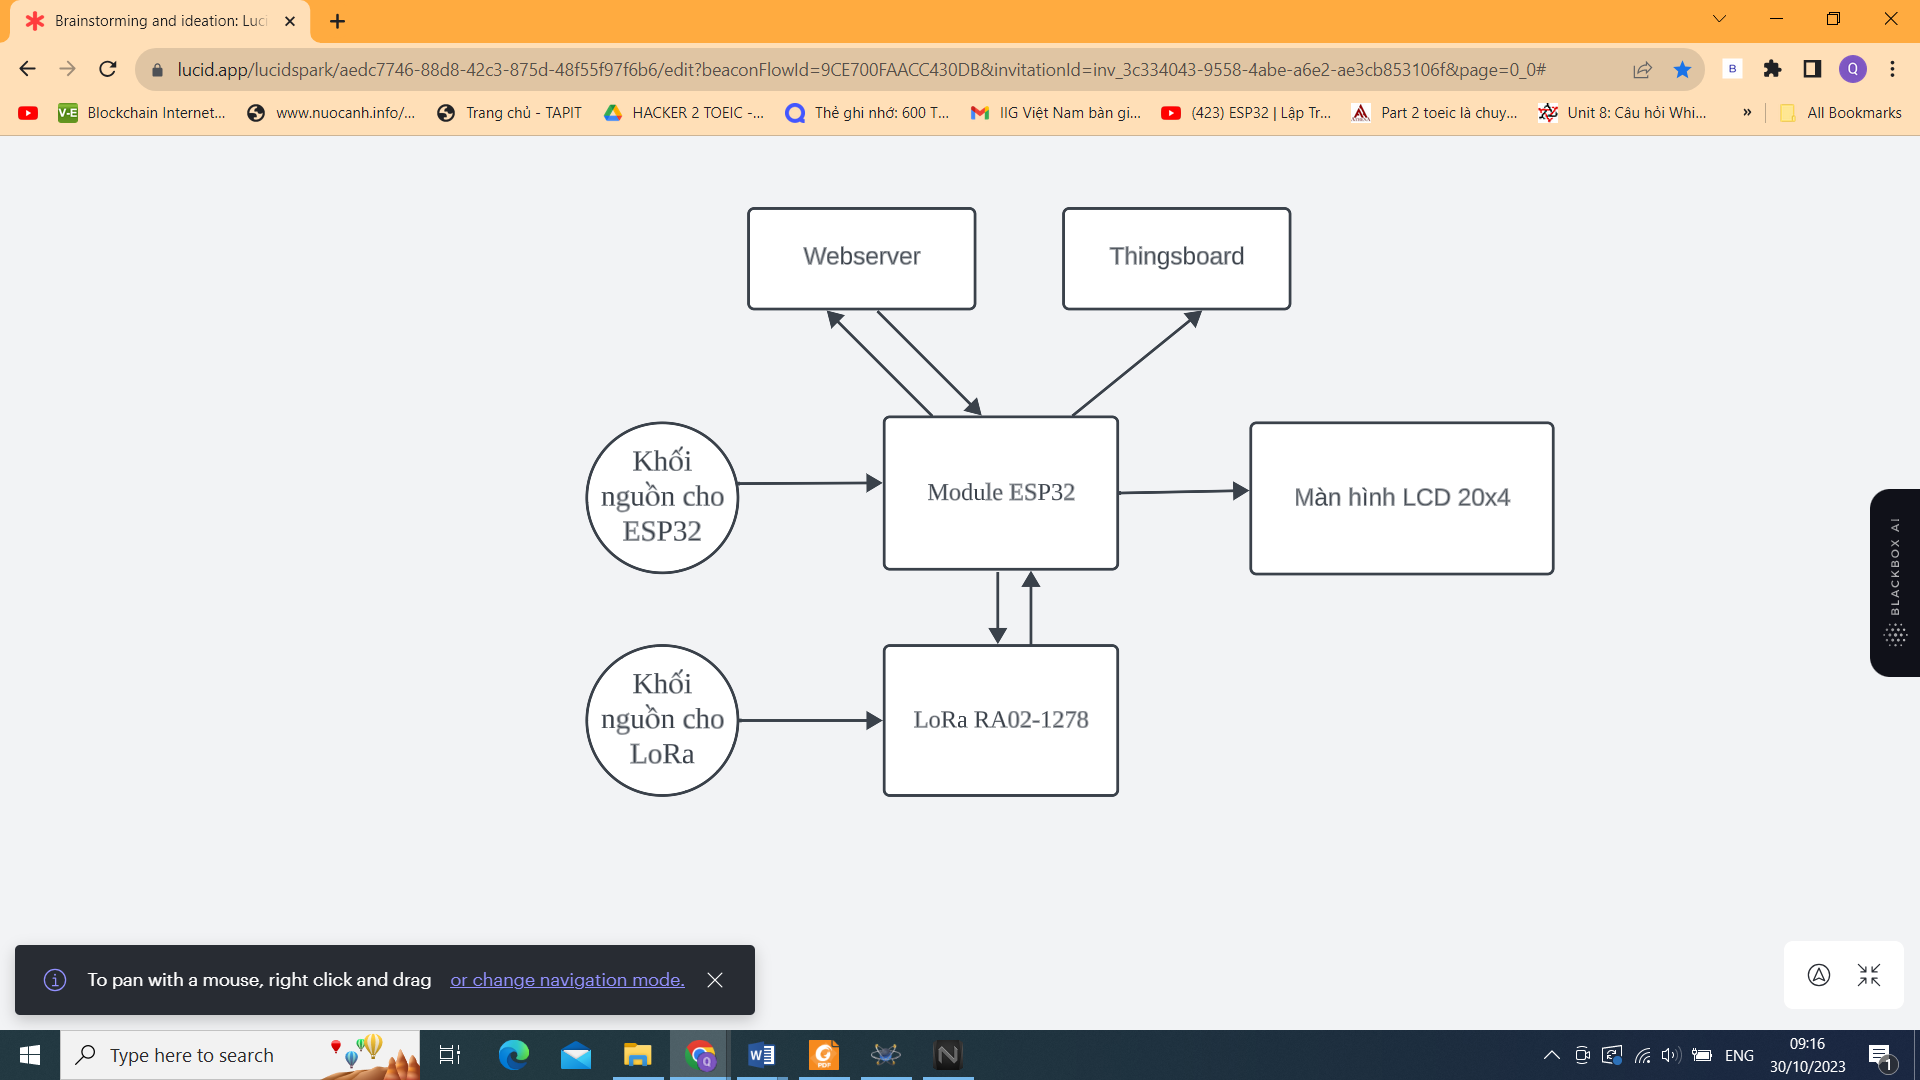 Brainstorming and ideation: Luci
lucid.app/lucidspark/aedc7746-88d8-42c3-875d-48f55f97f6b6/edit?beaconFlowId=9CE700FAACC430DB&invitationId=inv_3c334043-9558-4abe-a6e2-ae3cb853106f&page=0_0#
B
Q
V-E
Blockchain Internet...
www.nuocanh.info/...
Trang chủ - TAPIT
HACKER 2 TOEIC -...
Thẻ ghi nhớ: 600 T...
IIG Việt Nam bàn gi...
(423) ESP32 | Lập Tr...
Part 2 toeic là chuy...
Unit 8: Câu hỏi Whi...
»
All Bookmarks
Webserver
Thingsboard
Khối
nguồn cho
ESP32
Module ESP32
Màn hình LCD 20x4
Khối
nguồn cho
LoRa
LoRa RA02-1278
BLACKBOX AI
To pan with a mouse, right click and drag or change navigation mode.
Type here to search
ENG
09:16
30/10/2023
1